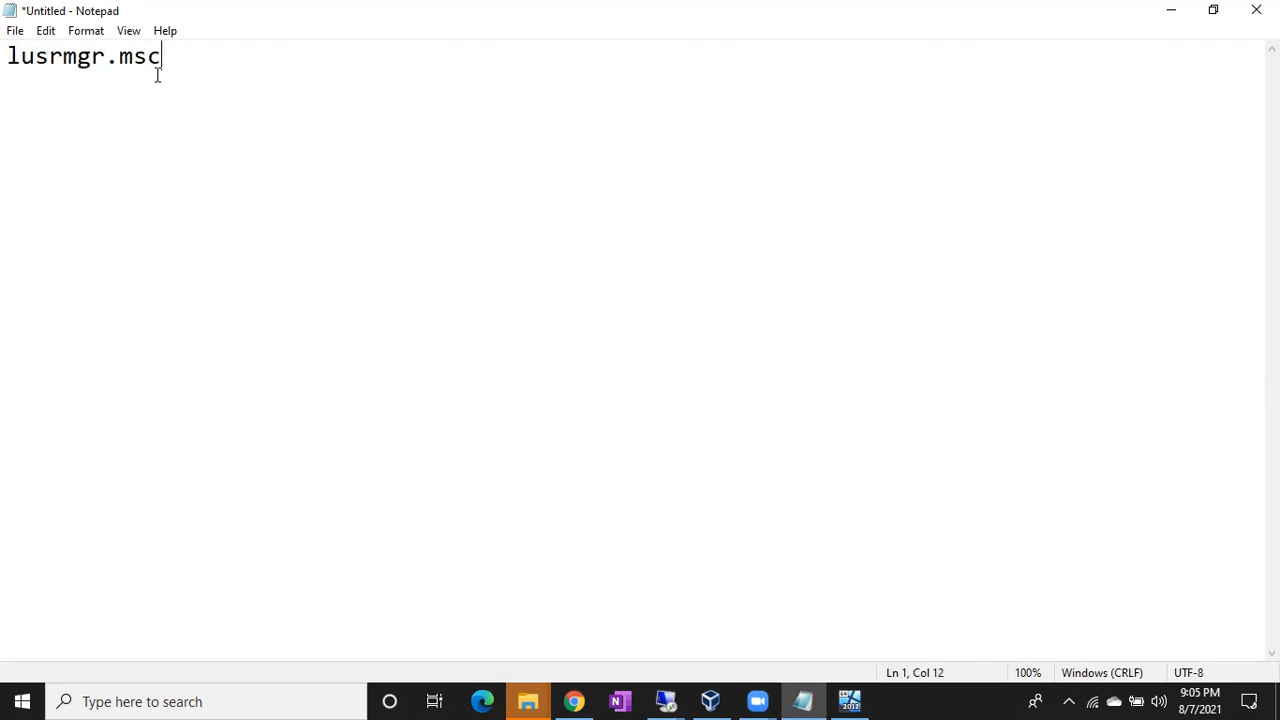 *Untitled - Notepad
File Edit Format View Help
lusrmgr.msc
Ln 1, Col 12 100% Windows (CRLF) UTF-8
Type here to search
9:05 PM
8/7/2021